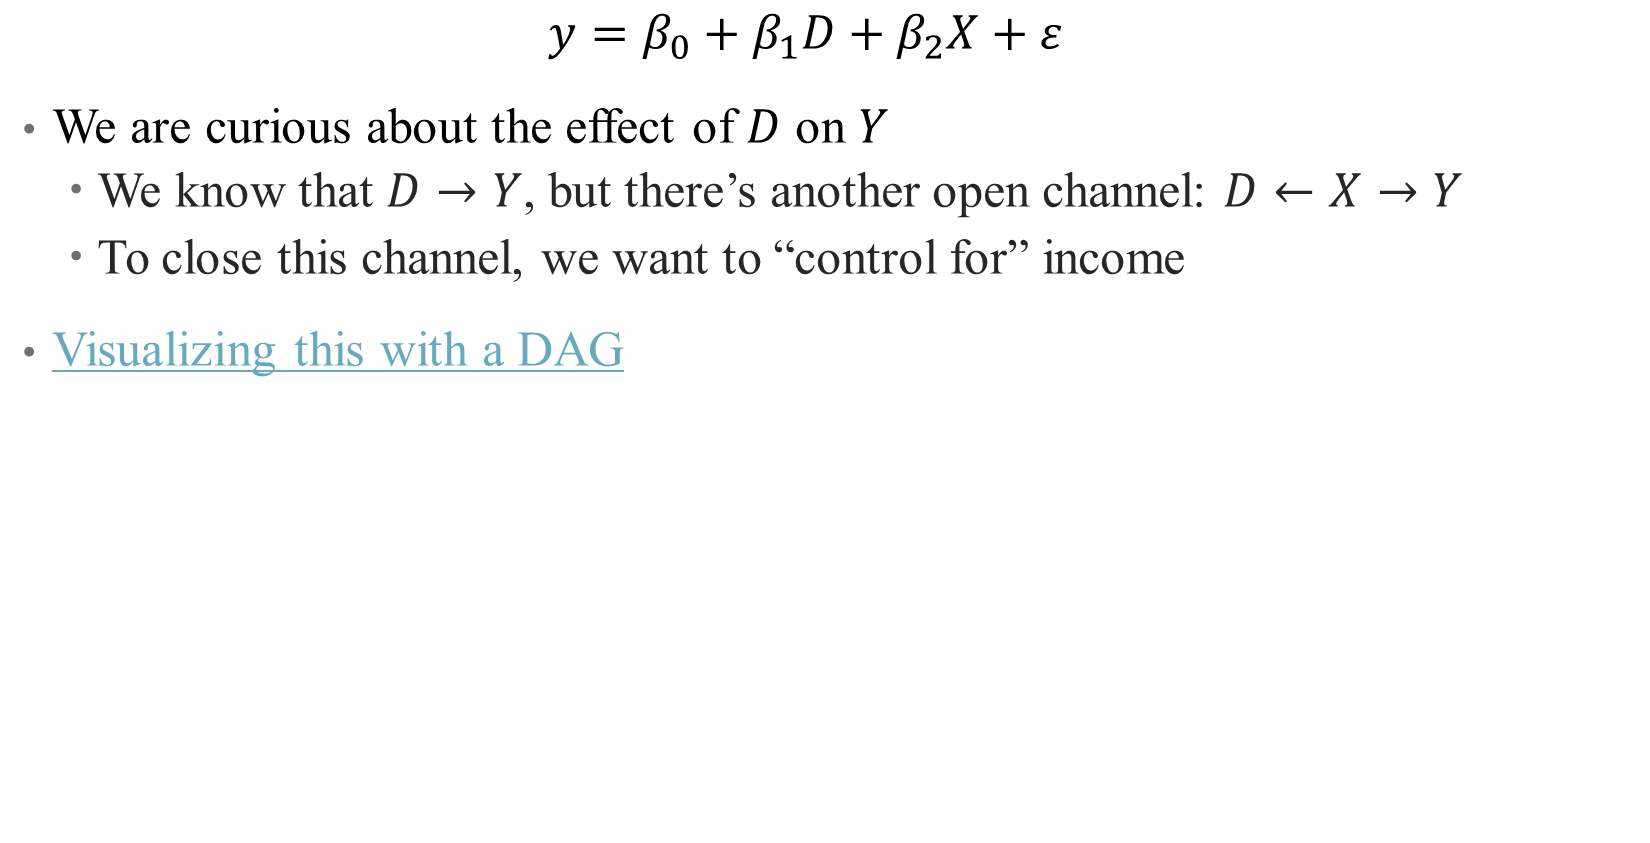 𝑦 = 𝛽₀ + 𝛽₁𝐷 + 𝛽₂𝑋 + 𝜀
• We are curious about the effect of 𝐷 on 𝑌
• We know that 𝐷 → 𝑌, but there’s another open channel: 𝐷 ← 𝑋 → 𝑌
• To close this channel, we want to “control for” income
• Visualizing this with a DAG